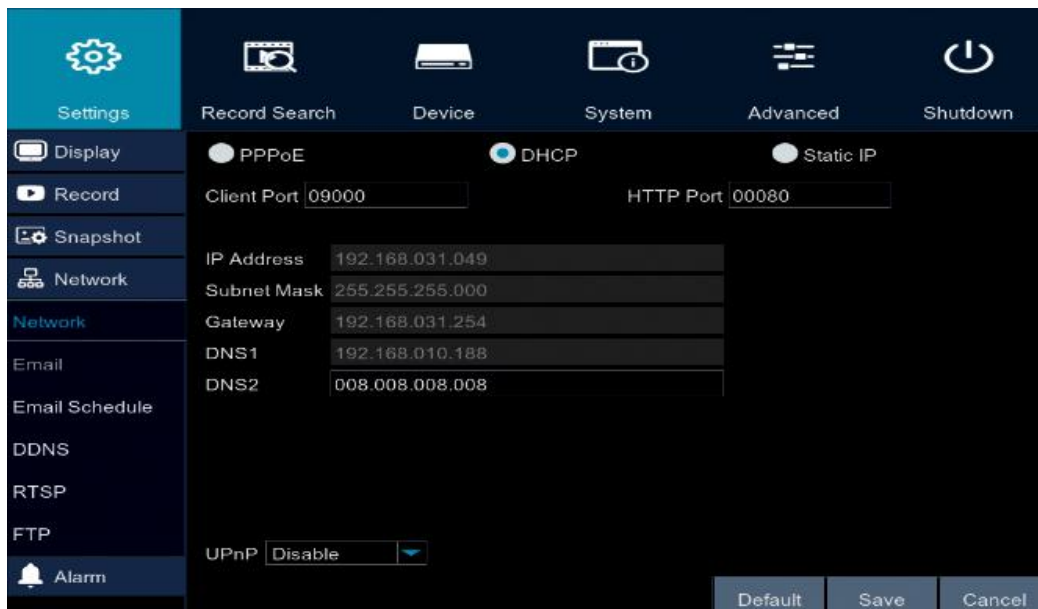 Settings Record Search Device System Advanced Shutdown
Display
PPPoE DHCP Static IP
Record
Client Port 09000 HTTP Port 00080
Snapshot
IP Address 192.168.031.049
Network
Subnet Mask 255.255.255.000
Network
Gateway 192.168.031.254
DNS1 192.168.010.188
Email
DNS2 008.008.008.008
Email Schedule
DDNS
RTSP
FTP
UPnP Disable
Alarm
Default Save Cancel